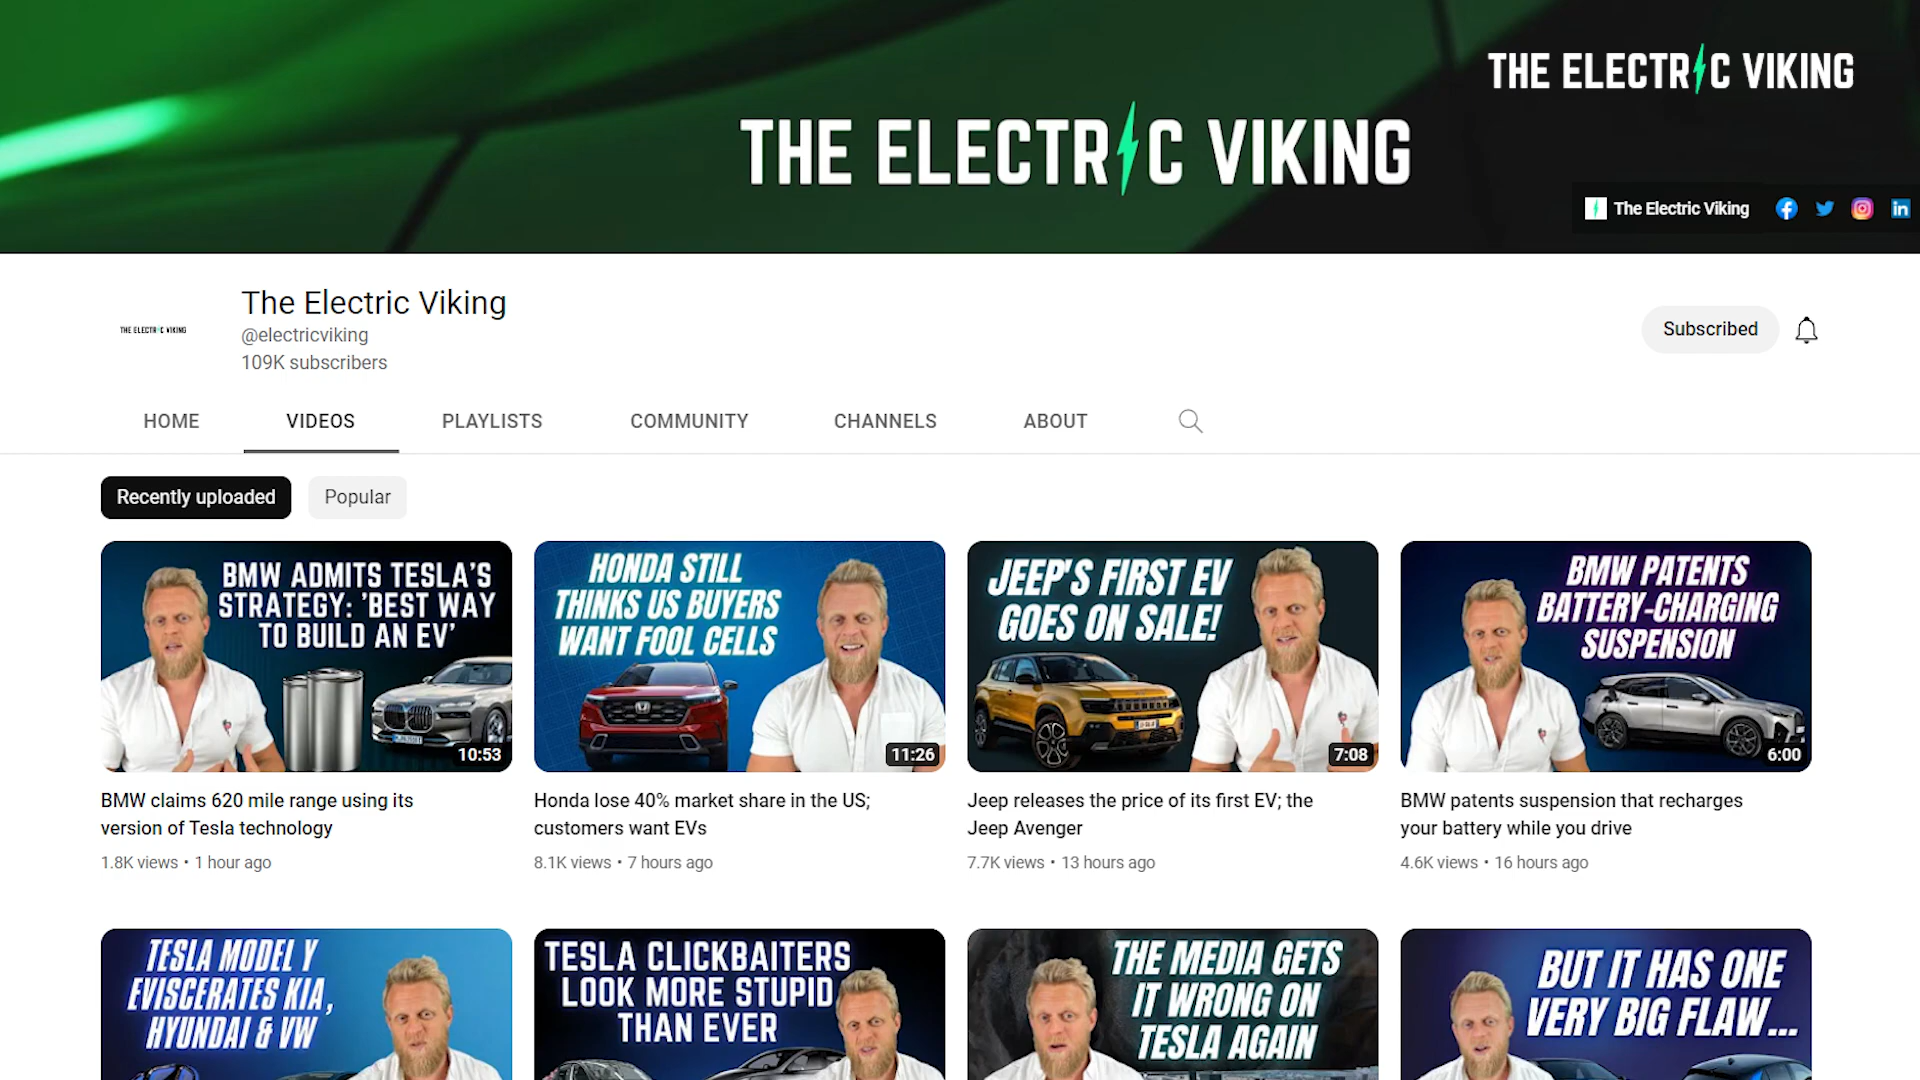 THE ELECTRIC VIKING
THE ELECTRIC VIKING
The Electric Viking
THE ELECTRIC VIKING
The Electric Viking
@electricviking
109K subscribers
Subscribed
HOME
VIDEOS
PLAYLISTS
COMMUNITY
CHANNELS
ABOUT
Recently uploaded
Popular
BMW ADMITS TESLA'S
STRATEGY: 'BEST WAY
TO BUILD AN EV'
10:53
HONDA STILL
THINKS US BUYERS
WANT FOOL CELLS
11:26
JEEP'S FIRST EV
GOES ON SALE!
7:08
BMW PATENTS
BATTERY-CHARGING
SUSPENSION
6:00
BMW claims 620 mile range using its
version of Tesla technology
1.8K views • 1 hour ago
Honda lose 40% market share in the US;
customers want EVs
8.1K views • 7 hours ago
Jeep releases the price of its first EV; the
Jeep Avenger
7.7K views • 13 hours ago
BMW patents suspension that recharges
your battery while you drive
4.6K views • 16 hours ago
TESLA MODEL Y
EVISCERATES KIA,
HYUNDAI & VW
TESLA CLICKBAITERS
LOOK MORE STUPID
THAN EVER
THE MEDIA GETS
IT WRONG ON
TESLA AGAIN
BUT IT HAS ONE
VERY BIG FLAW...